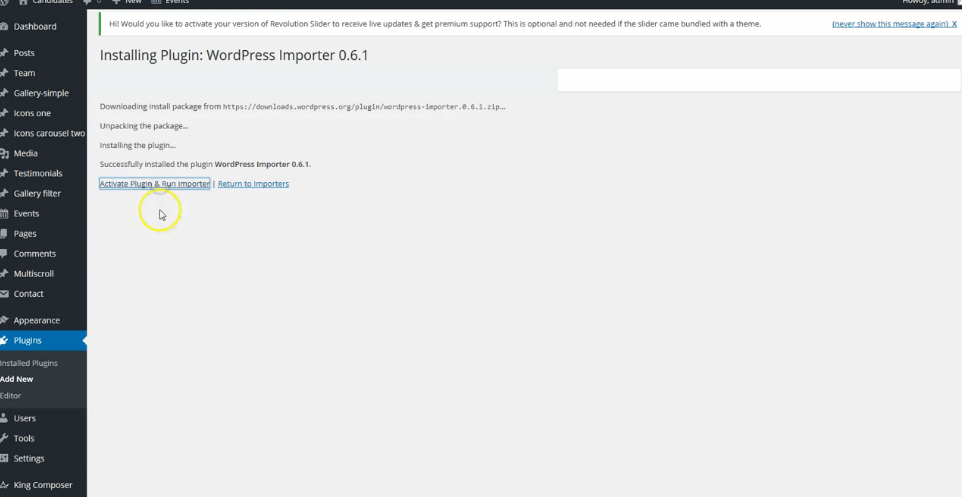 Candidates 0 New Events Howdy, admin
Dashboard
Posts
Team
Gallery-simple
Icons one
Icons carousel two
Media
Testimonials
Gallery filter
Events
Pages
Comments
Multiscroll
Contact
Appearance
Plugins
Installed Plugins
Add New
Editor
Users
Tools
Settings
King Composer
Hi! Would you like to activate your version of Revolution Slider to receive live updates & get premium support? This is optional and not needed if the slider came bundled with a theme. (never show this message again) X
Installing Plugin: WordPress Importer 0.6.1
Downloading install package from https://downloads.wordpress.org/plugin/wordpress-importer.0.6.1.zip…
Unpacking the package…
Installing the plugin…
Successfully installed the plugin WordPress Importer 0.6.1.
Activate Plugin & Run Importer | Return to Importers